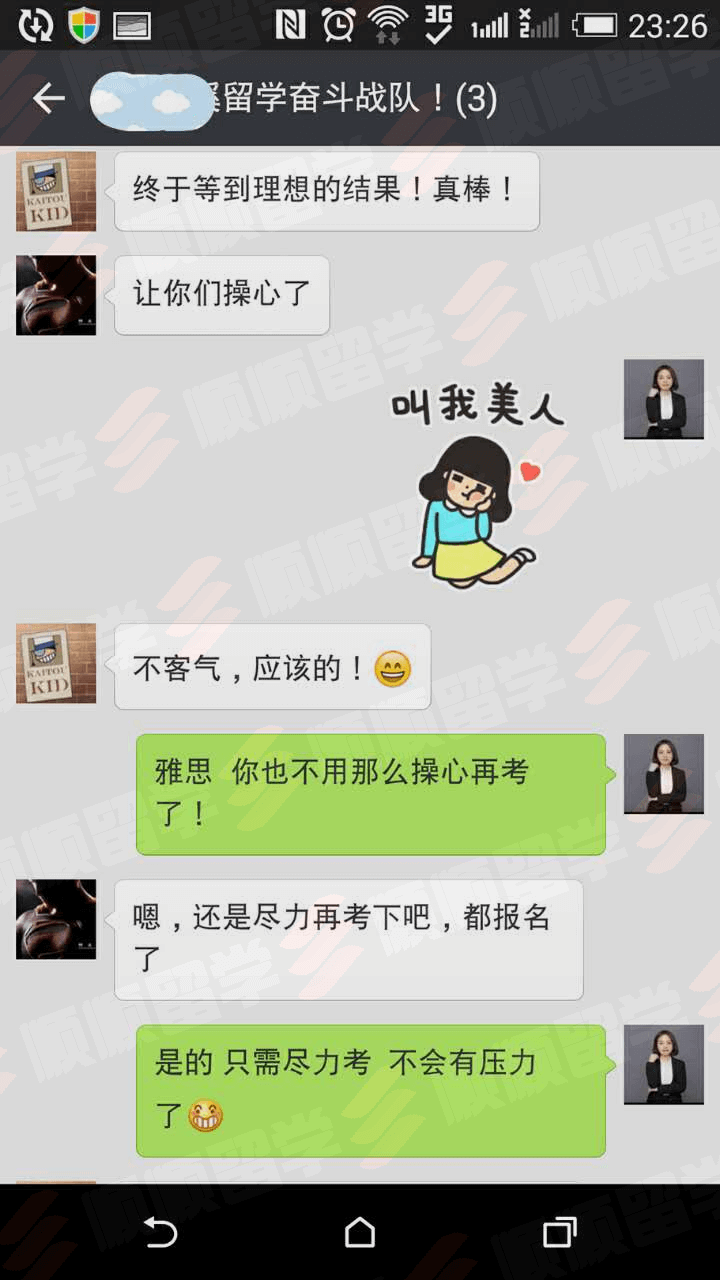 3G
23:26
留学奋斗战队！(3)
KAITOU
KID
终于等到理想的结果！真棒！
让你们操心了
叫我美人
KAITOU
KID
不客气，应该的！
雅思 你也不用那么操心再考
了！
嗯，还是尽力再考下吧，都报名
了
是的 只需尽力考 不会有压力
了
顺顺留学